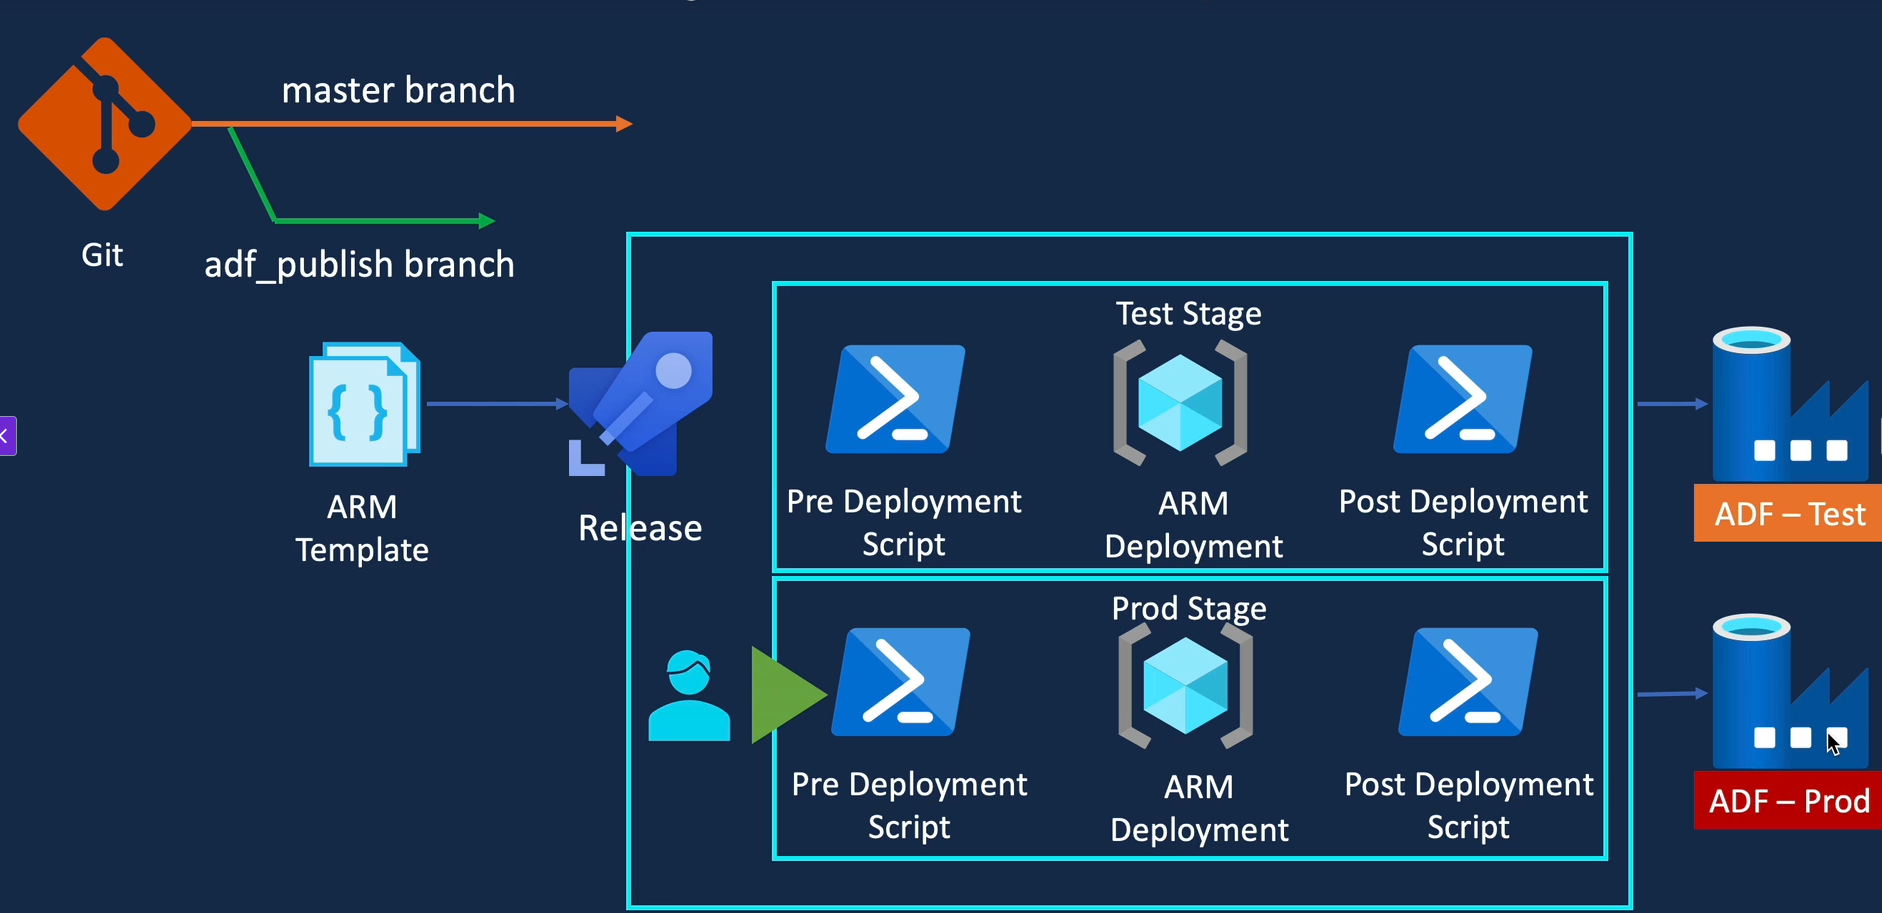 master branch
Git
adf_publish branch
Test Stage
Pre Deployment
Script
ARM
Deployment
Post Deployment
Script
ARM
Template
Release
ADF – Test
Prod Stage
Pre Deployment
Script
ARM
Deployment
Post Deployment
Script
ADF – Prod